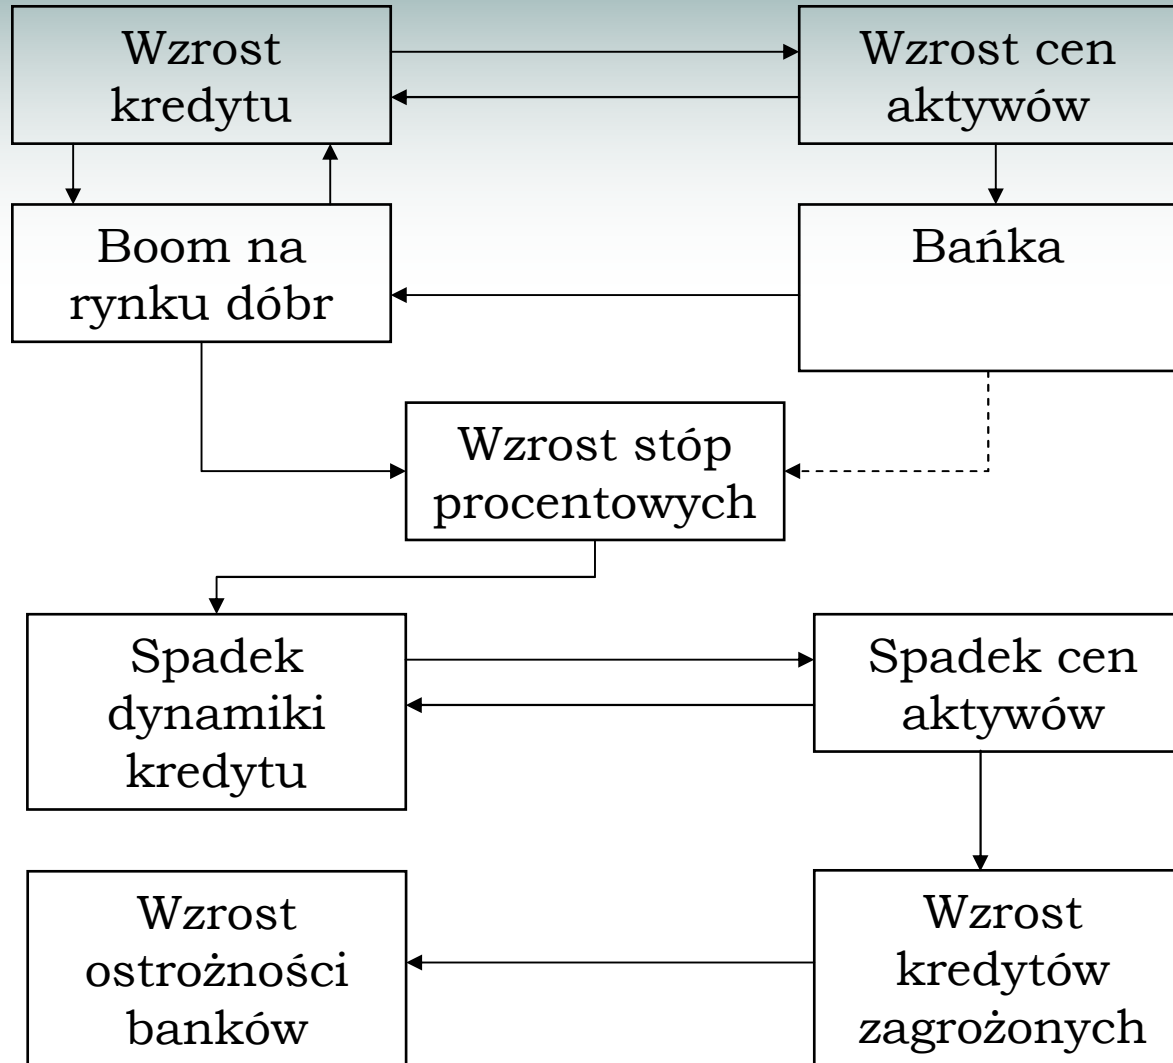 Wzrost
kredytu
Wzrost cen
aktywów
Boom na
rynku dóbr
Bańka
Wzrost stóp
procentowych
Spadek
dynamiki
kredytu
Spadek cen
aktywów
Wzrost
ostrożności
banków
Wzrost
kredytów
zagrożonych